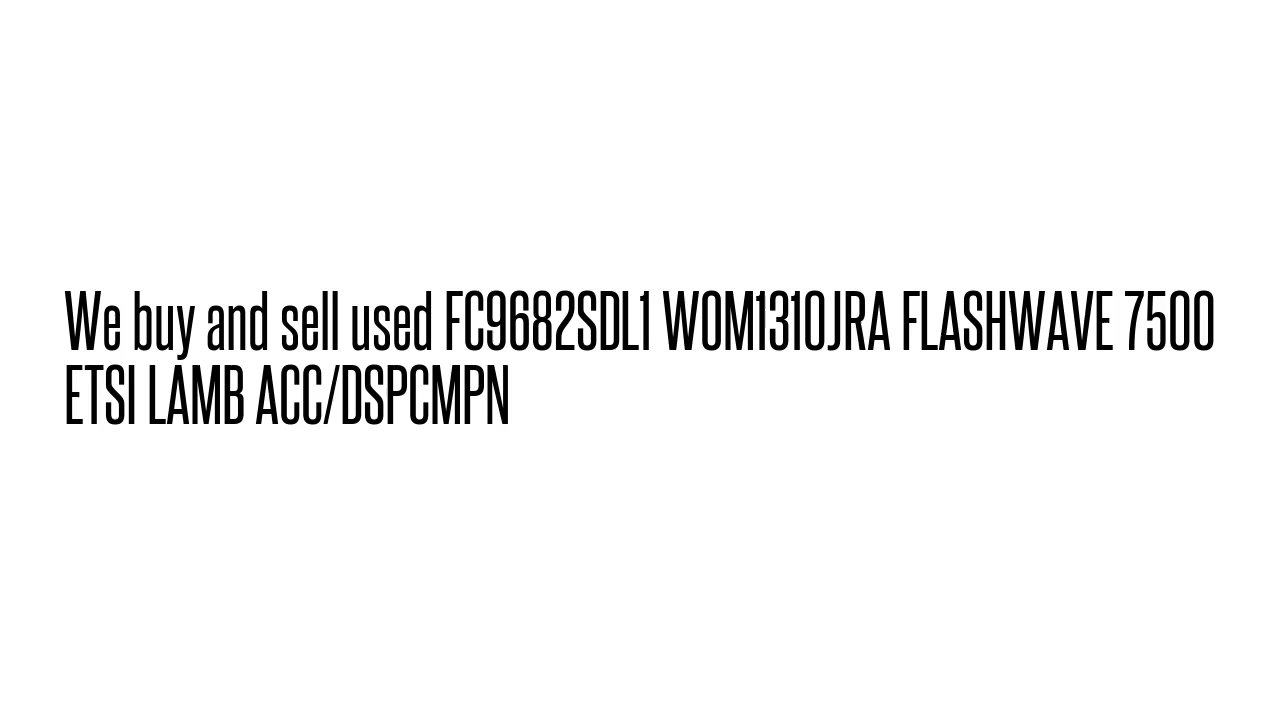 We buy and sell used FC9682SDL1 WOM1310JRA FLASHWAVE 7500
ETSI LAMB ACC/DSPCMPN